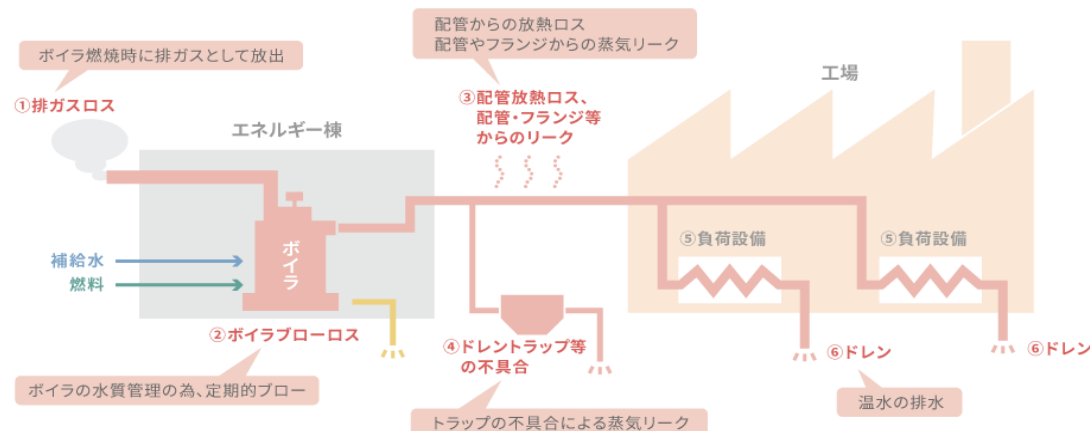 配管からの放熱ロス
配管やフランジからの蒸気リーク
ボイラ燃焼時に排ガスとして放出
①排ガスロス
③配管放熱ロス、
配管・フランジ等
からのリーク
工場
エネルギー棟
ボイラ
補給水
燃料
⑤負荷設備
⑤負荷設備
②ボイラブローロス
④ドレントラップ等
の不具合
⑥ドレン
⑥ドレン
ボイラの水質管理の為、定期的ブロー
温水の排水
トラップの不具合による蒸気リーク